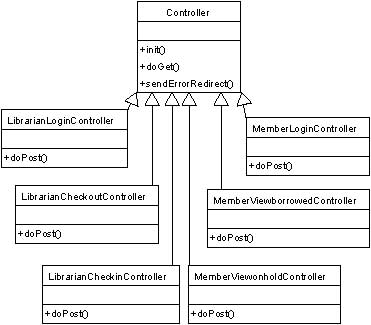 Controller
+init()
+doGet()
+sendErrorRedirect()
LibrarianLoginController
+doPost()
MemberLoginController
+doPost()
LibrarianCheckoutController
+doPost()
MemberViewborrowedController
+doPost()
LibrarianCheckinController
+doPost()
MemberViewonholdController
+doPost()